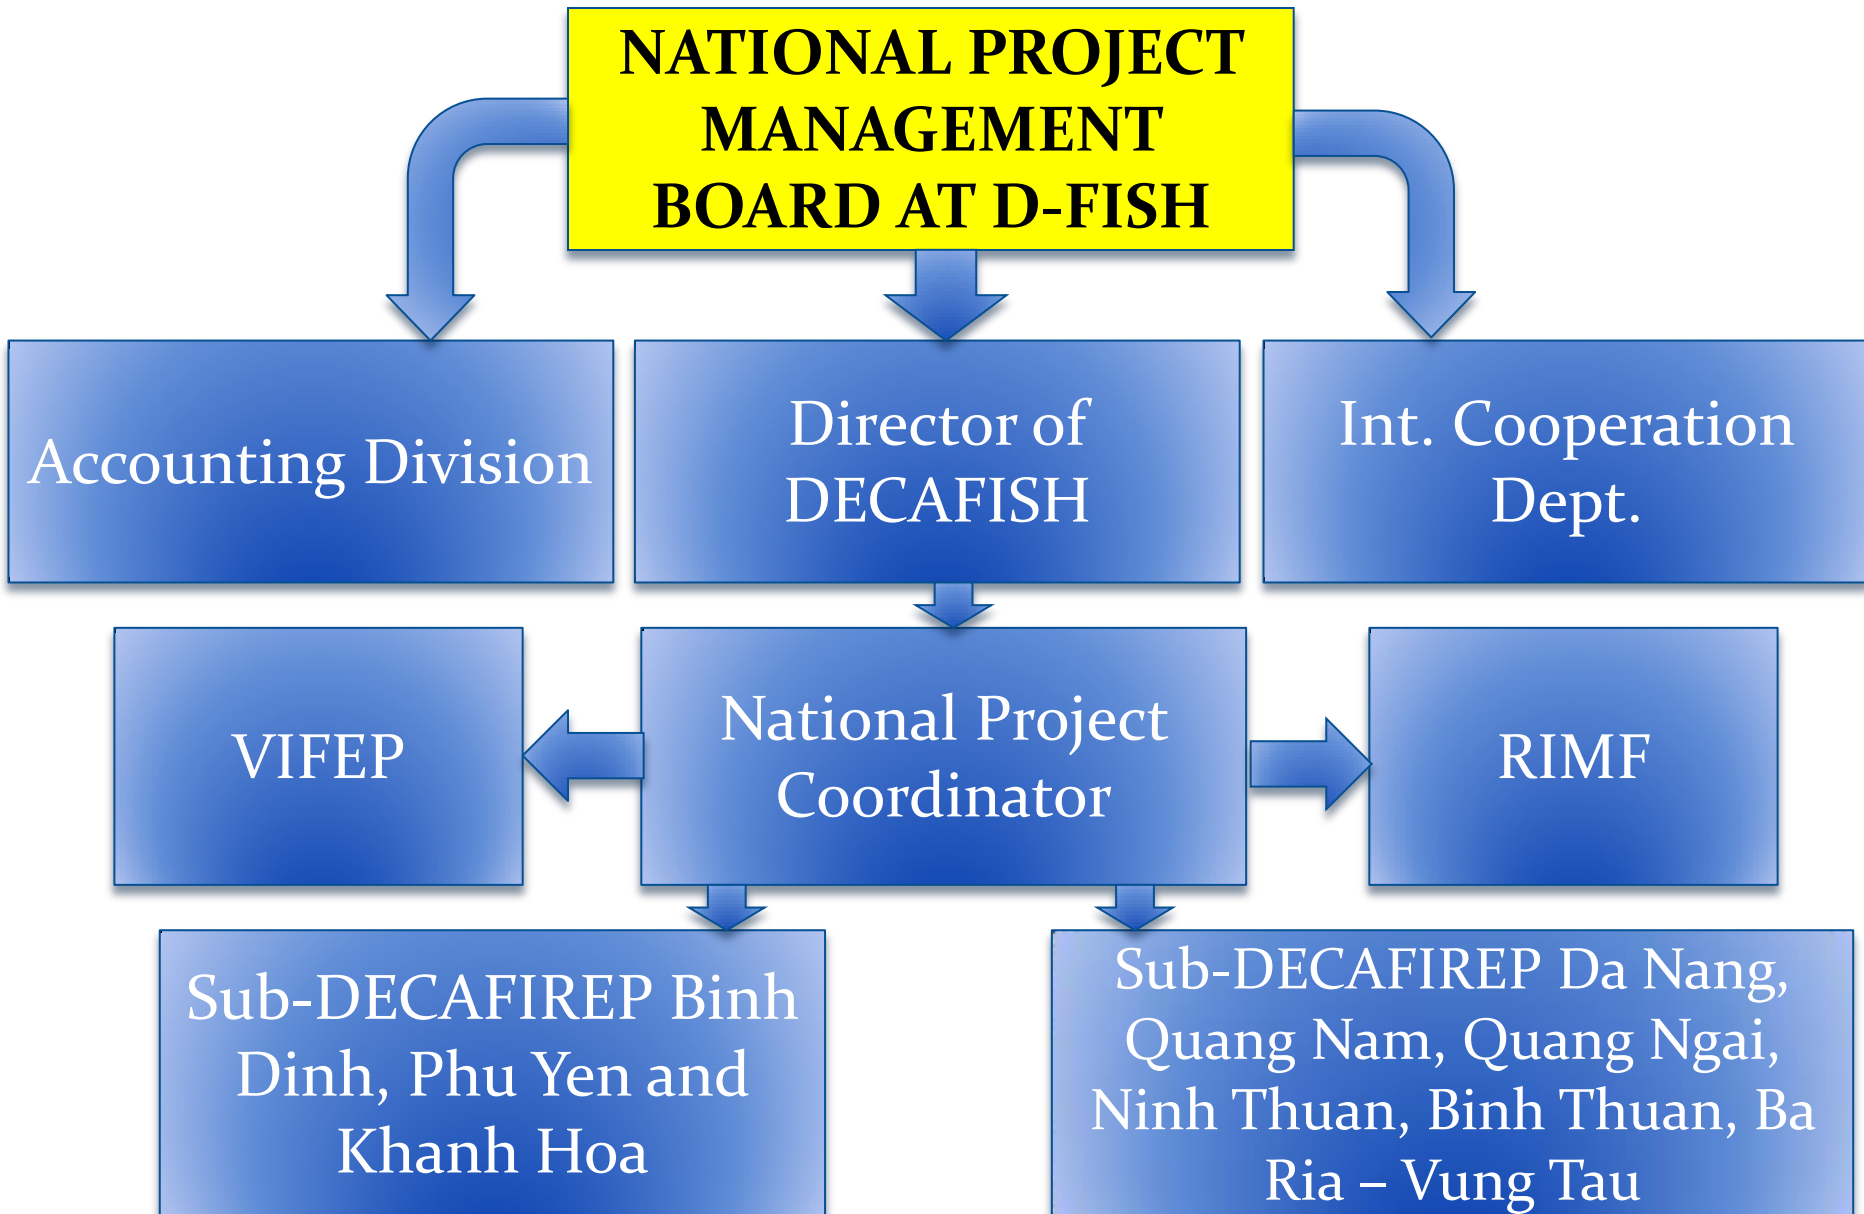 NATIONAL PROJECT
MANAGEMENT
BOARD AT D-FISH
Accounting Division
Director of
DECAFISH
Int. Cooperation
Dept.
VIFEP
National Project
Coordinator
RIMF
Sub-DECAFIREP Binh
Dinh, Phu Yen and
Khanh Hoa
Sub-DECAFIREP Da Nang,
Quang Nam, Quang Ngai,
Ninh Thuan, Binh Thuan, Ba
Ria – Vung Tau